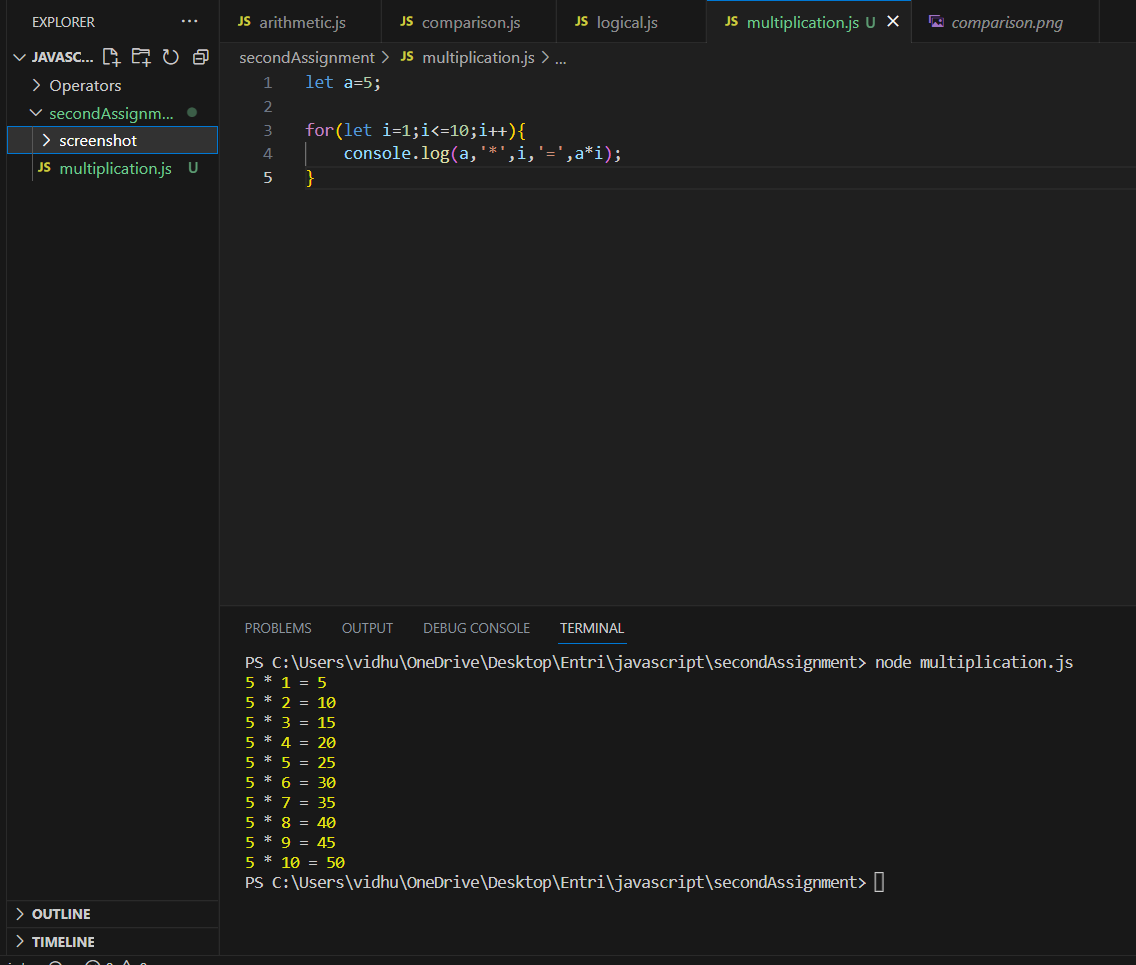 EXPLORER ...
JAVASC...
Operators
secondAssignm...
screenshot
JS multiplication.js U
OUTLINE
TIMELINE
JS arithmetic.js JS comparison.js JS logical.js JS multiplication.js U comparison.png
secondAssignment > JS multiplication.js > ...
1 let a=5;
2
3 for(let i=1;i<=10;i++){
4 console.log(a,'*',i,'=',a*i);
5 }
PROBLEMS OUTPUT DEBUG CONSOLE TERMINAL
PS C:\Users\vidhu\OneDrive\Desktop\Entri\javascript\secondAssignment> node multiplication.js
5 * 1 = 5
5 * 2 = 10
5 * 3 = 15
5 * 4 = 20
5 * 5 = 25
5 * 6 = 30
5 * 7 = 35
5 * 8 = 40
5 * 9 = 45
5 * 10 = 50
PS C:\Users\vidhu\OneDrive\Desktop\Entri\javascript\secondAssignment>